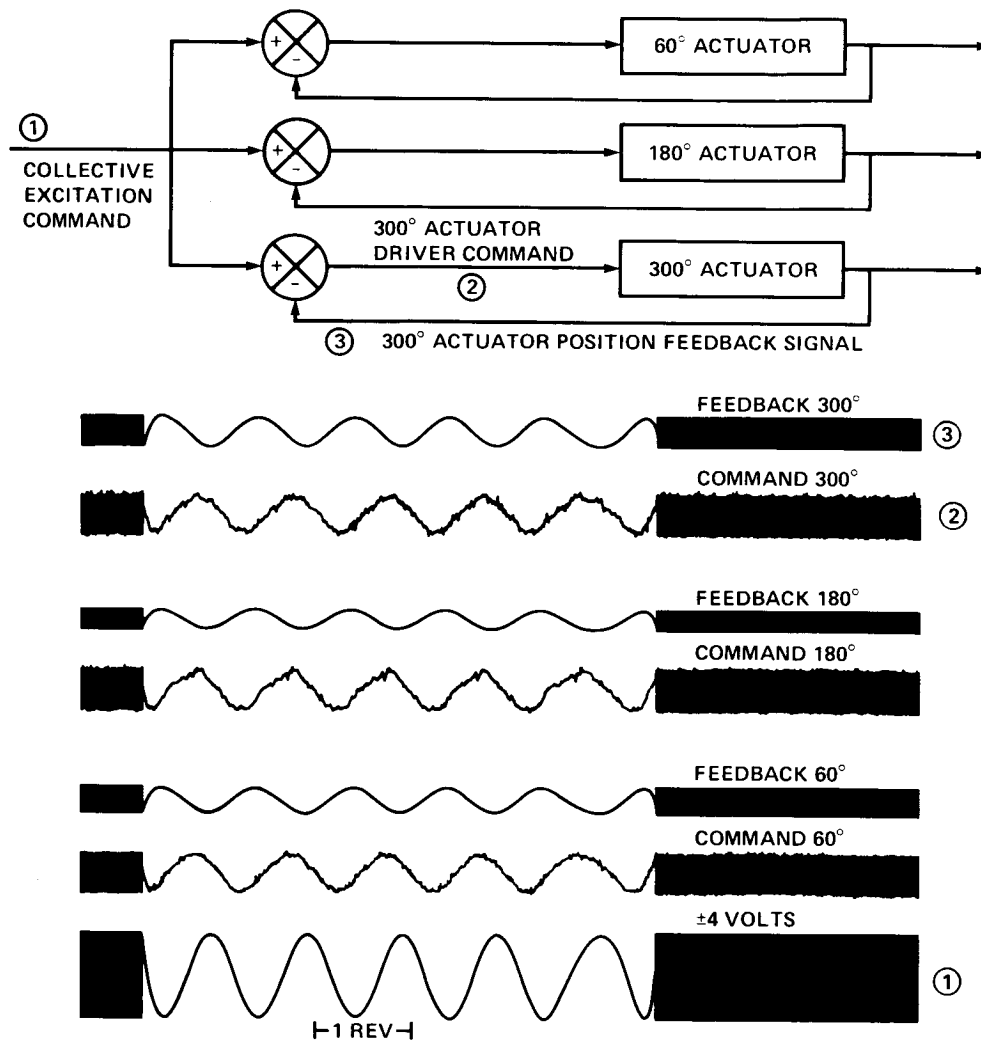 +
-
60° ACTUATOR
①
COLLECTIVE
EXCITATION
COMMAND
+
-
180° ACTUATOR
300° ACTUATOR
DRIVER COMMAND
②
+
-
300° ACTUATOR
③ 300° ACTUATOR POSITION FEEDBACK SIGNAL
FEEDBACK 300°
③
COMMAND 300°
②
FEEDBACK 180°
COMMAND 180°
FEEDBACK 60°
COMMAND 60°
±4 VOLTS
①
1 REV